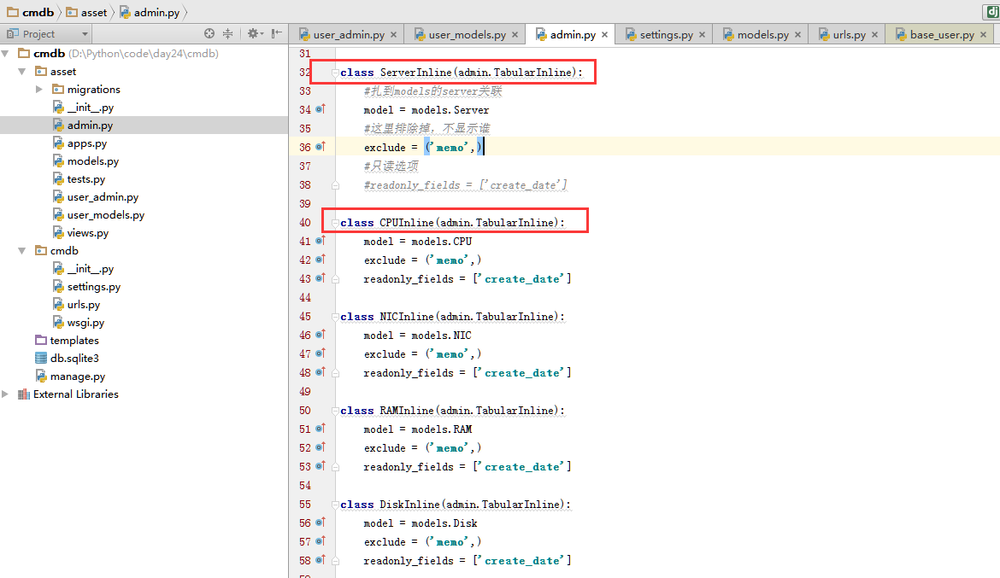 cmdb asset admin.py
Project
user_admin.py user_models.py admin.py settings.py models.py urls.py base_user.py
cmdb (D:\Python\code\day24\cmdb)
asset
migrations
__init__.py
admin.py
apps.py
models.py
tests.py
user_admin.py
user_models.py
views.py
cmdb
__init__.py
settings.py
urls.py
wsgi.py
templates
db.sqlite3
manage.py
External Libraries
31
32 class ServerInline(admin.TabularInline):
33 #扎到models的server关联
34 model = models.Server
35 #这里排除掉, 不显示谁
36 exclude = ('memo',)
37 #只读选项
38 #readonly_fields = ['create_date']
39
40 class CPUInline(admin.TabularInline):
41 model = models.CPU
42 exclude = ('memo',)
43 readonly_fields = ['create_date']
44
45 class NICInline(admin.TabularInline):
46 model = models.NIC
47 exclude = ('memo',)
48 readonly_fields = ['create_date']
49
50 class RAMInline(admin.TabularInline):
51 model = models.RAM
52 exclude = ('memo',)
53 readonly_fields = ['create_date']
54
55 class DiskInline(admin.TabularInline):
56 model = models.Disk
57 exclude = ('memo',)
58 readonly_fields = ['create_date']